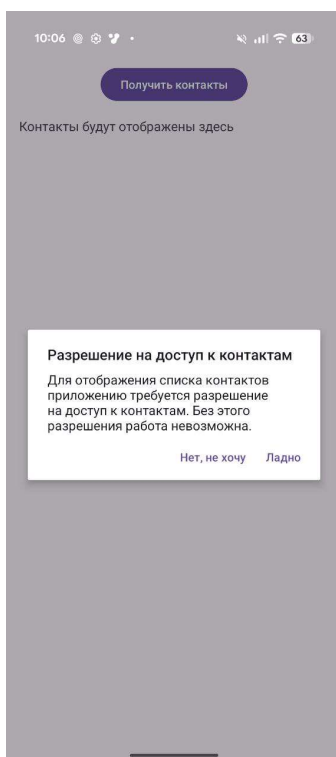 10:06
63
Получить контакты
Контакты будут отображены здесь
Разрешение на доступ к контактам
Для отображения списка контактов
приложению требуется разрешение
на доступ к контактам. Без этого
разрешения работа невозможна.
Нет, не хочу Ладно